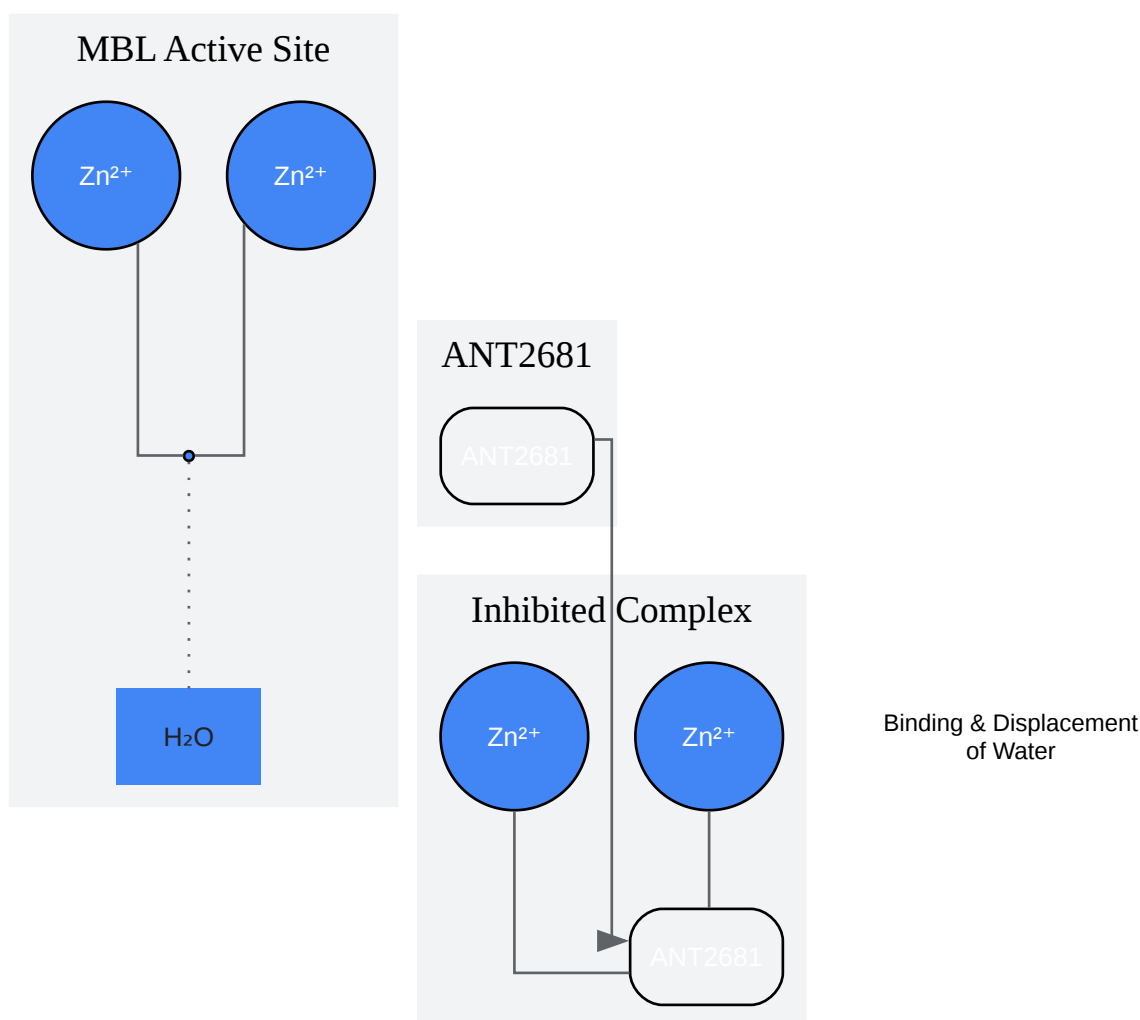 MBL Active Site
Zn²⁺
Zn²⁺
H₂O
ANT2681
ANT2681
Inhibited Complex
Zn²⁺
Zn²⁺
ANT2681
Binding & Displacement
of Water